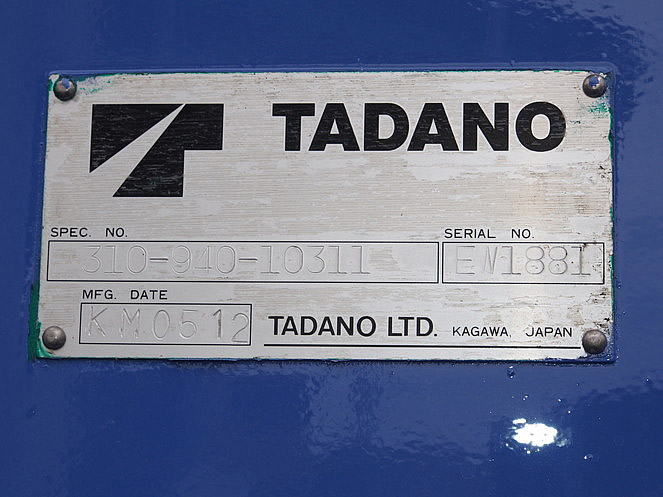 TADANO
SPEC. NO.
310-940-10311
SERIAL NO.
EW1881
MFG. DATE
KM0512
TADANO LTD. KAGAWA, JAPAN